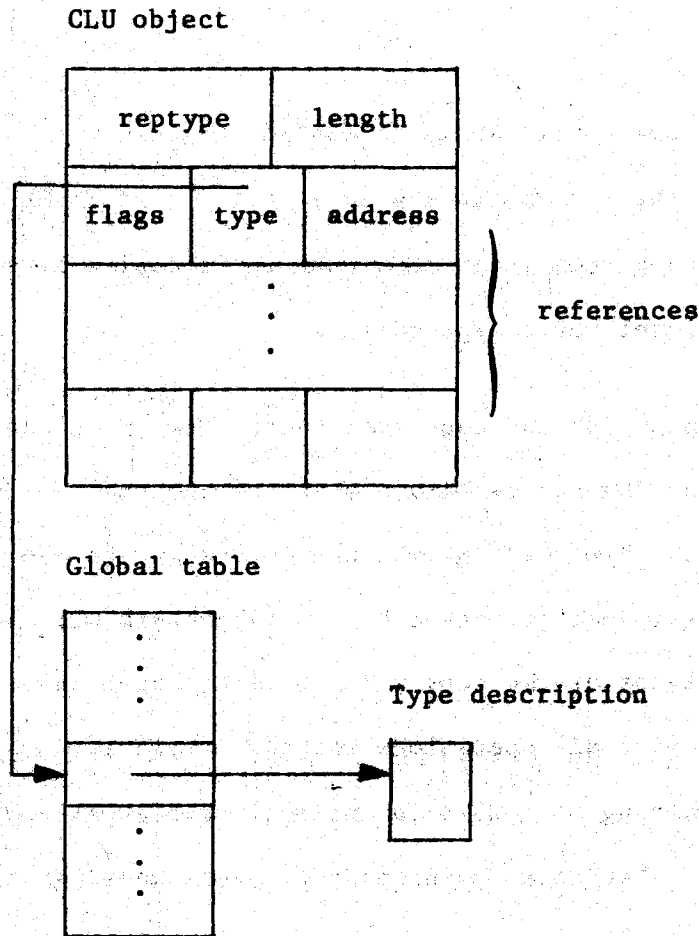 CLU object
reptype length
flags type address
references
Global table
Type description